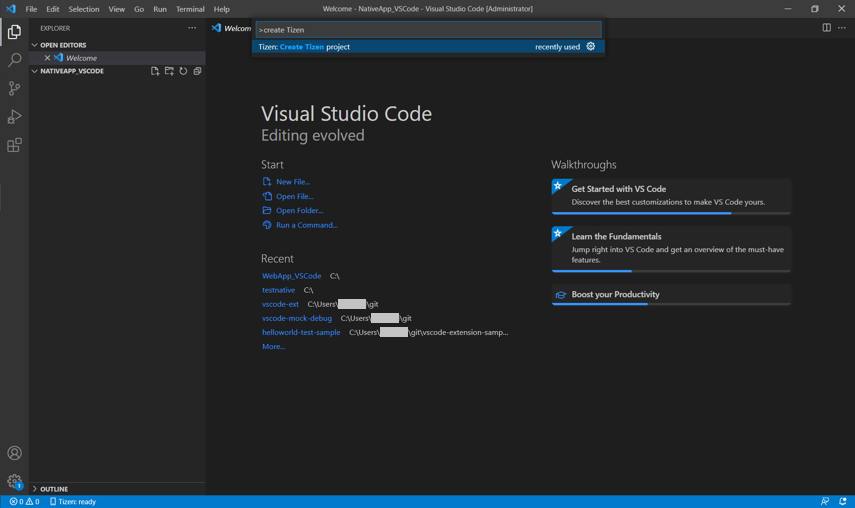 File Edit Selection View Go Run Terminal Help
Welcome - NativeApp_VSCode - Visual Studio Code [Administrator]
EXPLORER
OPEN EDITORS
Welcome
NATIVEAPP_VSCODE
Welcom
>create Tizen
Tizen: Create Tizen project
recently used
Visual Studio Code
Editing evolved
Start
New File...
Open File...
Open Folder...
Run a Command...
Recent
WebApp_VSCode C:\
testnative C:\
vscode-ext C:\Users\ \git
vscode-mock-debug C:\Users\ \git
helloworld-test-sample C:\Users\ \git\vscode-extension-samp...
More...
Walkthroughs
Get Started with VS Code
Discover the best customizations to make VS Code yours.
Learn the Fundamentals
Jump right into VS Code and get an overview of the must-have
features.
Boost your Productivity
1
OUTLINE
0 0 Tizen: ready